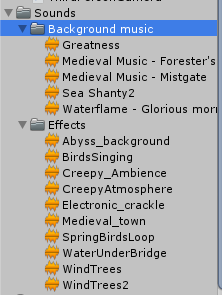 Sounds
Background music
Greatness
Medieval Music - Forester's
Medieval Music - Mistgate
Sea Shanty2
Waterflame - Glorious morn
Effects
Abyss_background
BirdsSinging
Creepy_Ambience
CreepyAtmosphere
Electronic_crackle
Medieval_town
SpringBirdsLoop
WaterUnderBridge
WindTrees
WindTrees2